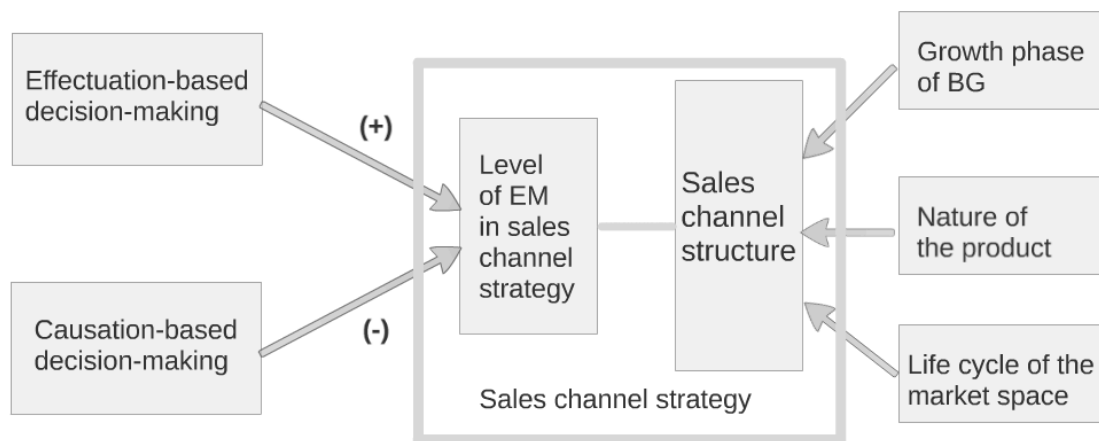 Effectuation-based
decision-making
(+)
Causation-based
decision-making
(-)
Level
of EM
in sales
channel
strategy
Sales
channel
structure
Sales channel strategy
Growth phase
of BG
Nature of
the product
Life cycle of the
market space